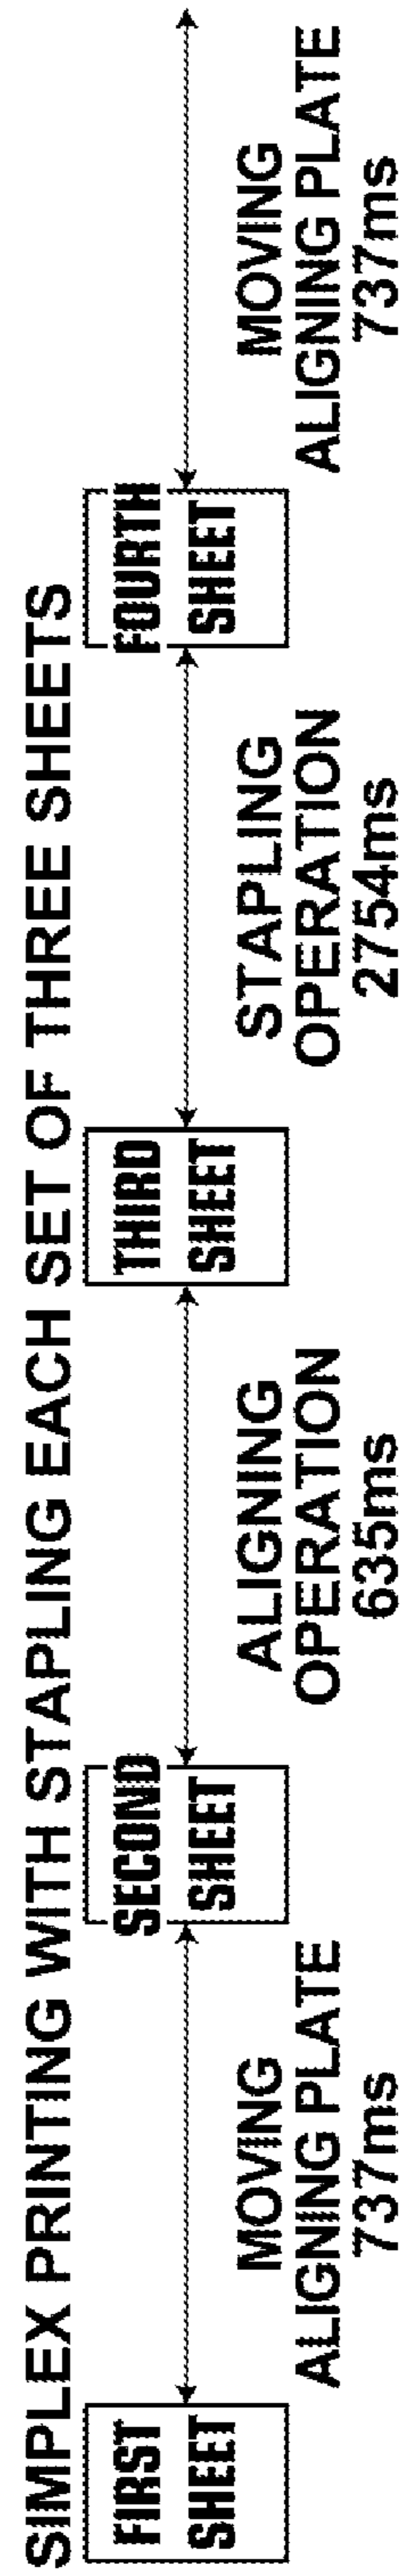 SIMPLEX PRINTING WITH STAPLING EACH SET OF THREE SHEETS
FIRST
SHEET
MOVING
ALIGNING PLATE
737ms
SECOND
SHEET
ALIGNING
OPERATION
635ms
THIRD
SHEET
STAPLING
OPERATION
2754ms
FOURTH
SHEET
MOVING
ALIGNING PLATE
737ms